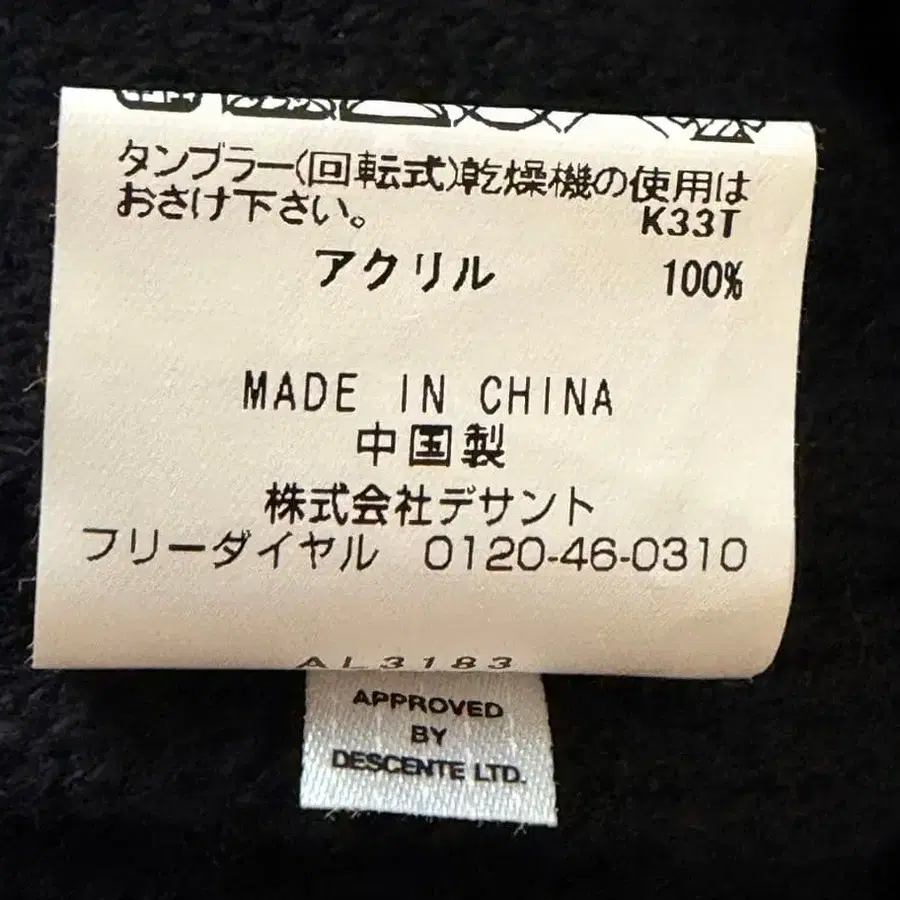 タンブラー(回転式)乾燥機の使用は
おさけ下さい。
K33T
アクリル 100%
MADE IN CHINA
中国製
株式会社デサント
フリーダイヤル 0120-46-0310
AL3183
APPROVED
BY
DESCENTE LTD.